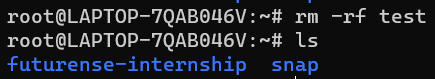 root@LAPTOP-7QAB046V:~# rm -rf test
root@LAPTOP-7QAB046V:~# ls
futurense-internship  snap